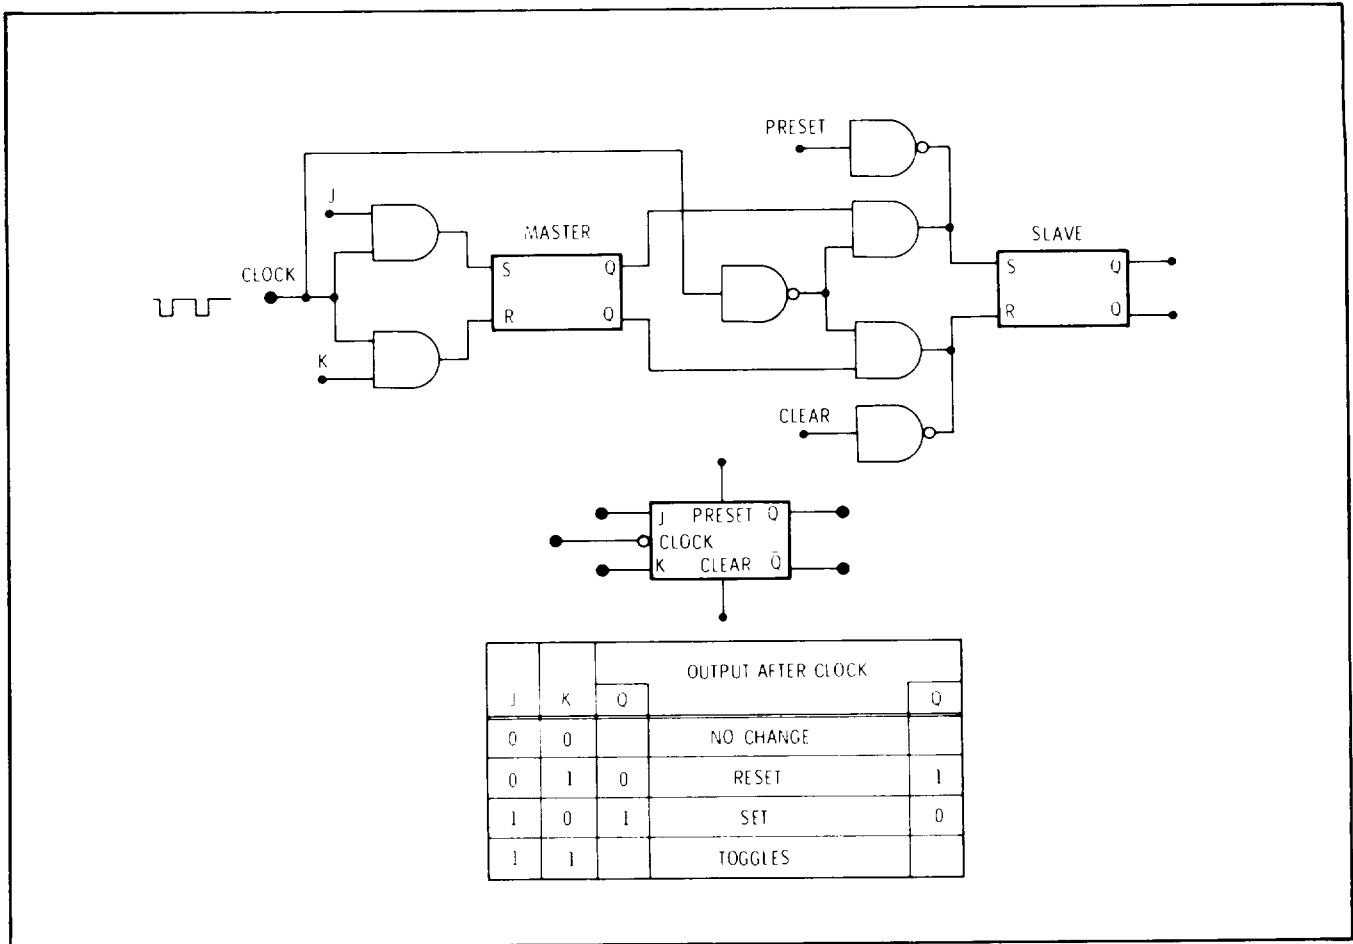 PRESET
J
MASTER
SLAVE
S Q
CLOCK
S Q
R Q
R Q
K
CLEAR
J PRESET Q
CLOCK
K CLEAR Q̄
OUTPUT AFTER CLOCK
J K Q Q
0 0 NO CHANGE
0 1 0 RESET 1
1 0 1 SET 0
1 1 TOGGLES